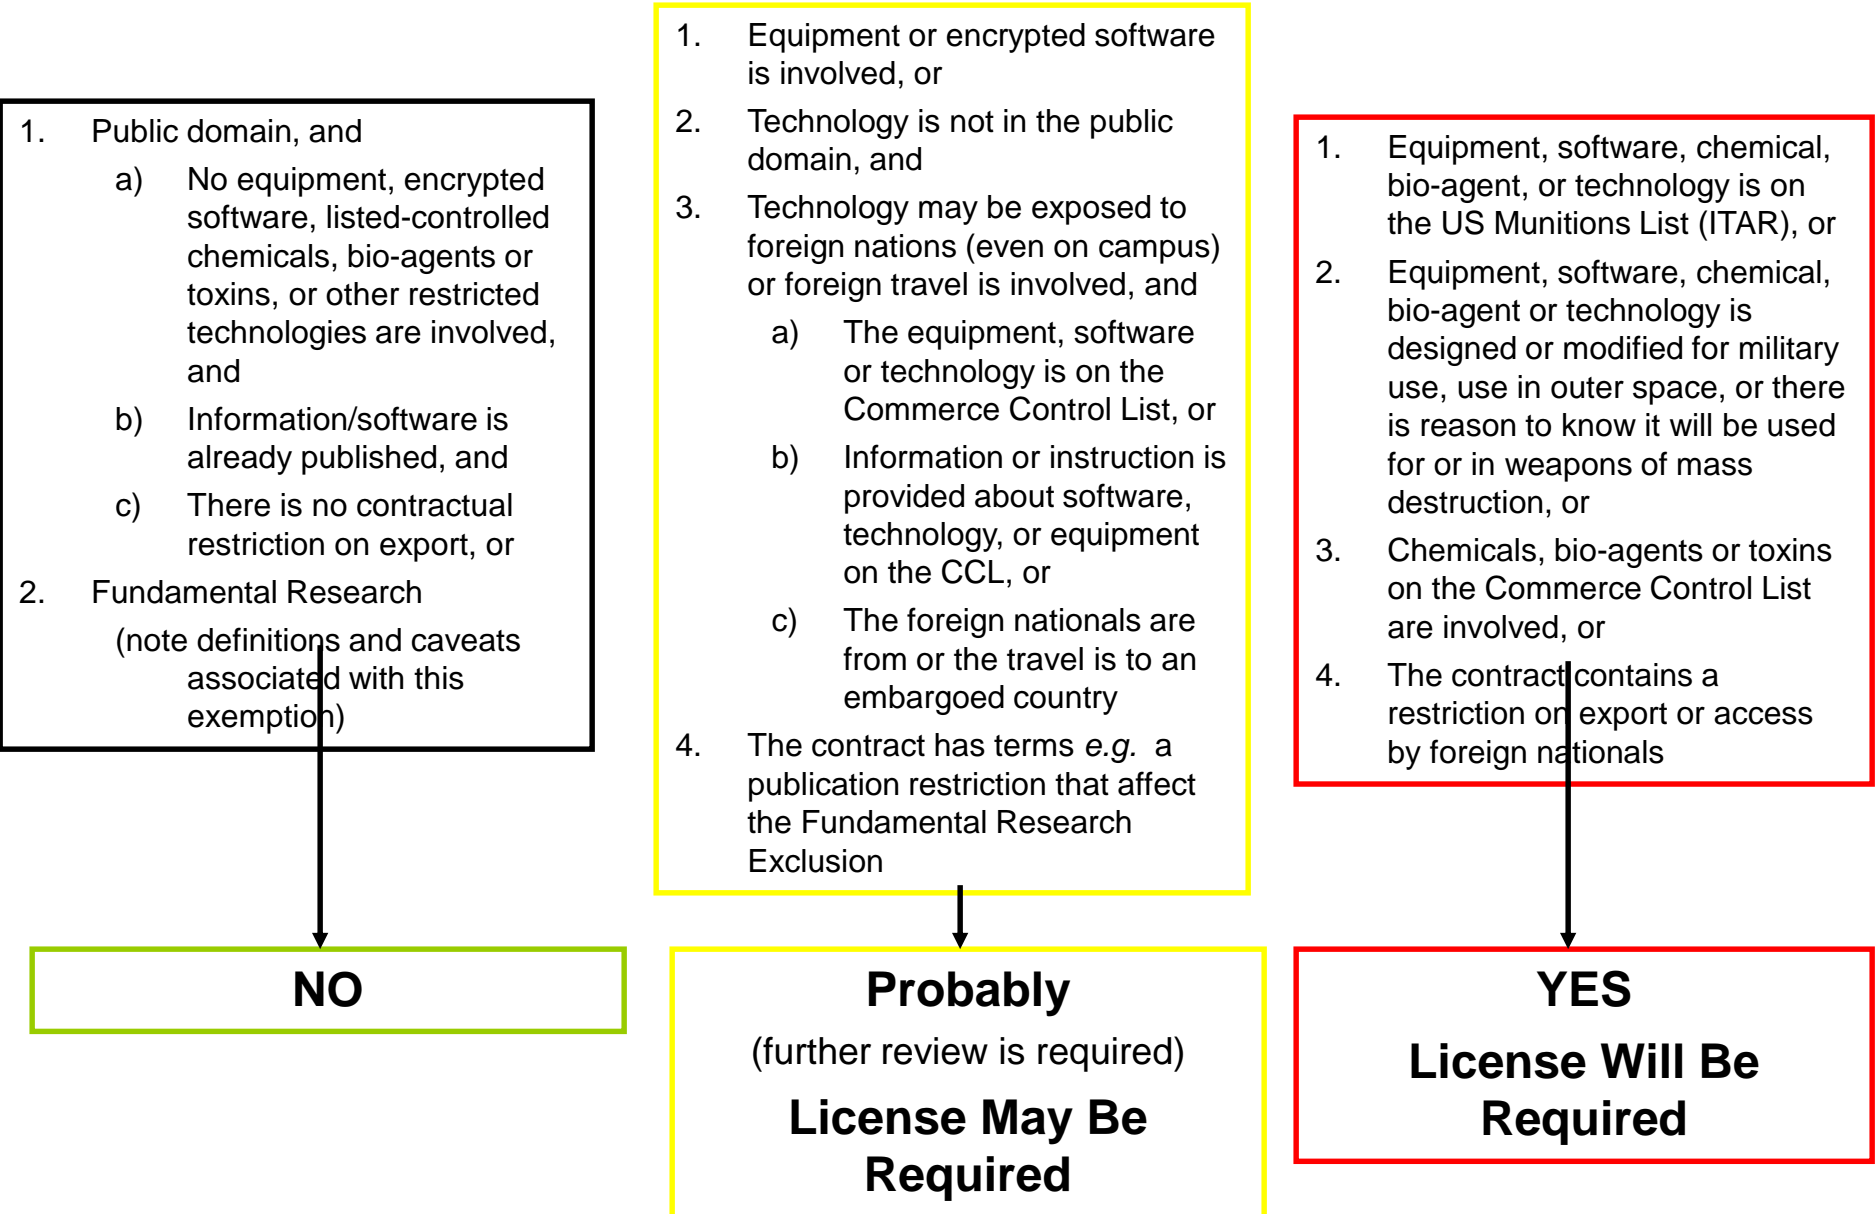 1. Public domain, and
a) No equipment, encrypted
software, listed-controlled
chemicals, bio-agents or
toxins, or other restricted
technologies are involved,
and
b) Information/software is
already published, and
c) There is no contractual
restriction on export, or
2. Fundamental Research
(note definitions and caveats
associated with this
exemption)
NO
1. Equipment or encrypted software
is involved, or
2. Technology is not in the public
domain, and
3. Technology may be exposed to
foreign nations (even on campus)
or foreign travel is involved, and
a) The equipment, software
or technology is on the
Commerce Control List, or
b) Information or instruction is
provided about software,
technology, or equipment
on the CCL, or
c) The foreign nationals are
from or the travel is to an
embargoed country
4. The contract has terms e.g. a
publication restriction that affect
the Fundamental Research
Exclusion
Probably
(further review is required)
License May Be
Required
1. Equipment, software, chemical,
bio-agent, or technology is on
the US Munitions List (ITAR), or
2. Equipment, software, chemical,
bio-agent or technology is
designed or modified for military
use, use in outer space, or there
is reason to know it will be used
for or in weapons of mass
destruction, or
3. Chemicals, bio-agents or toxins
on the Commerce Control List
are involved, or
4. The contract contains a
restriction on export or access
by foreign nationals
YES
License Will Be
Required